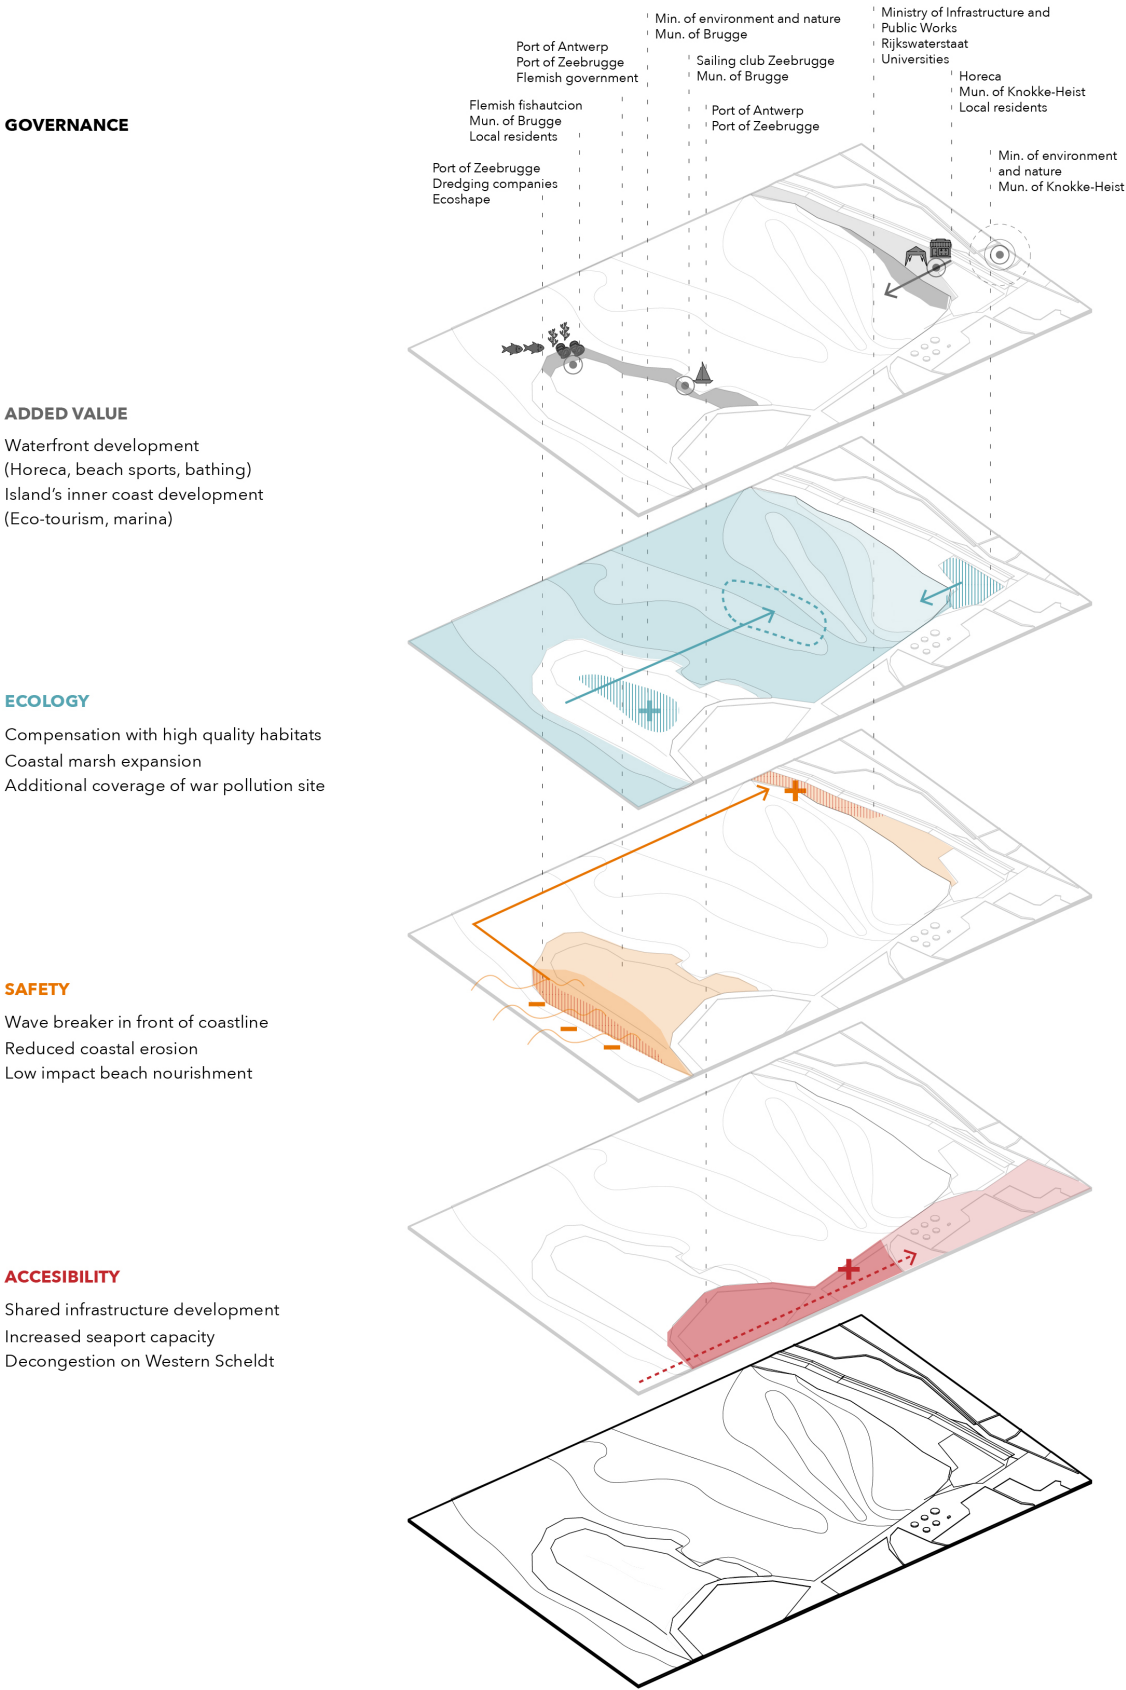 Ministry of Infrastructure and
Public Works
Rijkswaterstaat
Universities
Min. of environment and nature
Mun. of Brugge
Port of Antwerp
Port of Zeebrugge
Flemish government
Sailing club Zeebrugge
Mun. of Brugge
Horeca
Mun. of Knokke-Heist
Local residents
Flemish fishautcion
Mun. of Brugge
Local residents
Port of Antwerp
Port of Zeebrugge
GOVERNANCE
Min. of environment
and nature
Mun. of Knokke-Heist
Port of Zeebrugge
Dredging companies
Ecoshape
ADDED VALUE
Waterfront development
(Horeca, beach sports, bathing)
Island's inner coast development
(Eco-tourism, marina)
ECOLOGY
Compensation with high quality habitats
Coastal marsh expansion
Additional coverage of war pollution site
SAFETY
Wave breaker in front of coastline
Reduced coastal erosion
Low impact beach nourishment
ACCESIBILITY
Shared infrastructure development
Increased seaport capacity
Decongestion on Western Scheldt